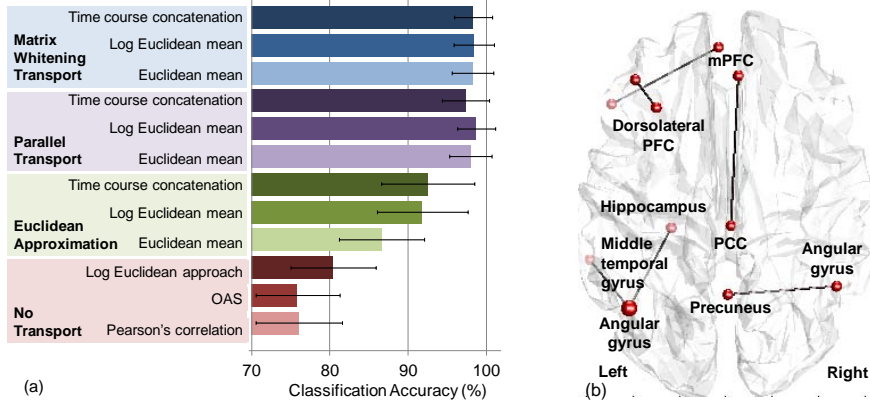 Time course concatenation
Matrix
Whitening
Transport
Log Euclidean mean
Euclidean mean
Time course concatenation
Parallel
Transport
Log Euclidean mean
Euclidean mean
Time course concatenation
Euclidean
Approximation
Log Euclidean mean
Euclidean mean
Log Euclidean approach
No
Transport
OAS
Pearson's correlation
70 80 90 100
Classification Accuracy (%)
(a)
mPFC
Dorsolateral
PFC
Hippocampus
PCC
Middle
temporal
gyrus
Angular
gyrus
Precuneus
Angular
gyrus
Left
Right
(b)